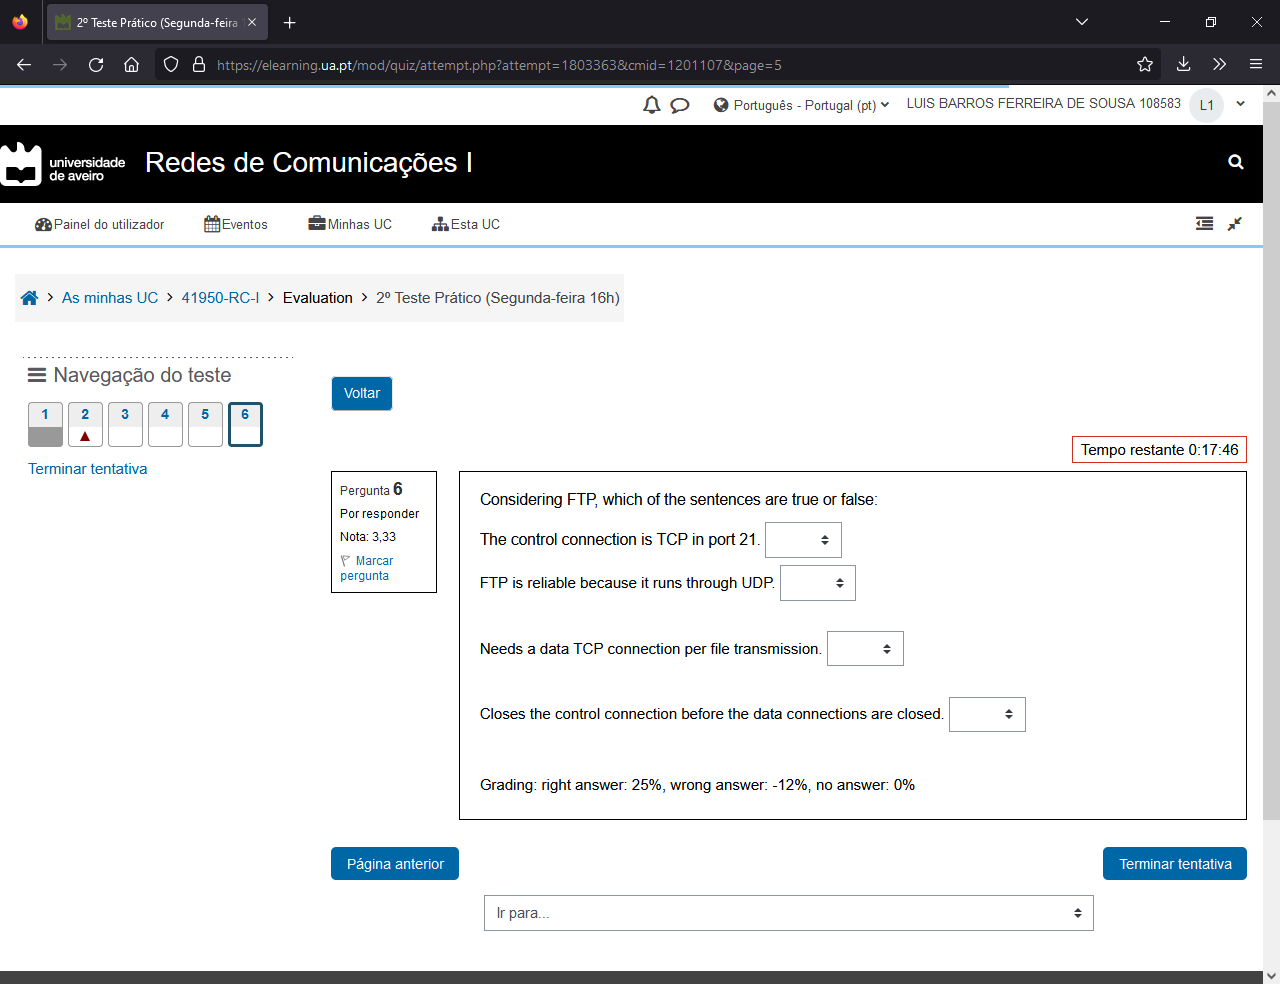 2º Teste Prático (Segunda-feira
https://elearning.ua.pt/mod/quiz/attempt.php?attempt=1803363&cmid=1201107&page=5
Português - Portugal (pt)
LUIS BARROS FERREIRA DE SOUSA 108583
L1
universidade
de aveiro
Redes de Comunicações I
Painel do utilizador
Eventos
Minhas UC
Esta UC
As minhas UC > 41950-RC-I > Evaluation > 2º Teste Prático (Segunda-feira 16h)
Navegação do teste
1 2 3 4 5 6
Terminar tentativa
Voltar
Tempo restante 0:17:46
Pergunta 6
Por responder
Nota: 3,33
Marcar
pergunta
Considering FTP, which of the sentences are true or false:
The control connection is TCP in port 21.
FTP is reliable because it runs through UDP.
Needs a data TCP connection per file transmission.
Closes the control connection before the data connections are closed.
Grading: right answer: 25%, wrong answer: -12%, no answer: 0%
Página anterior
Terminar tentativa
Ir para...